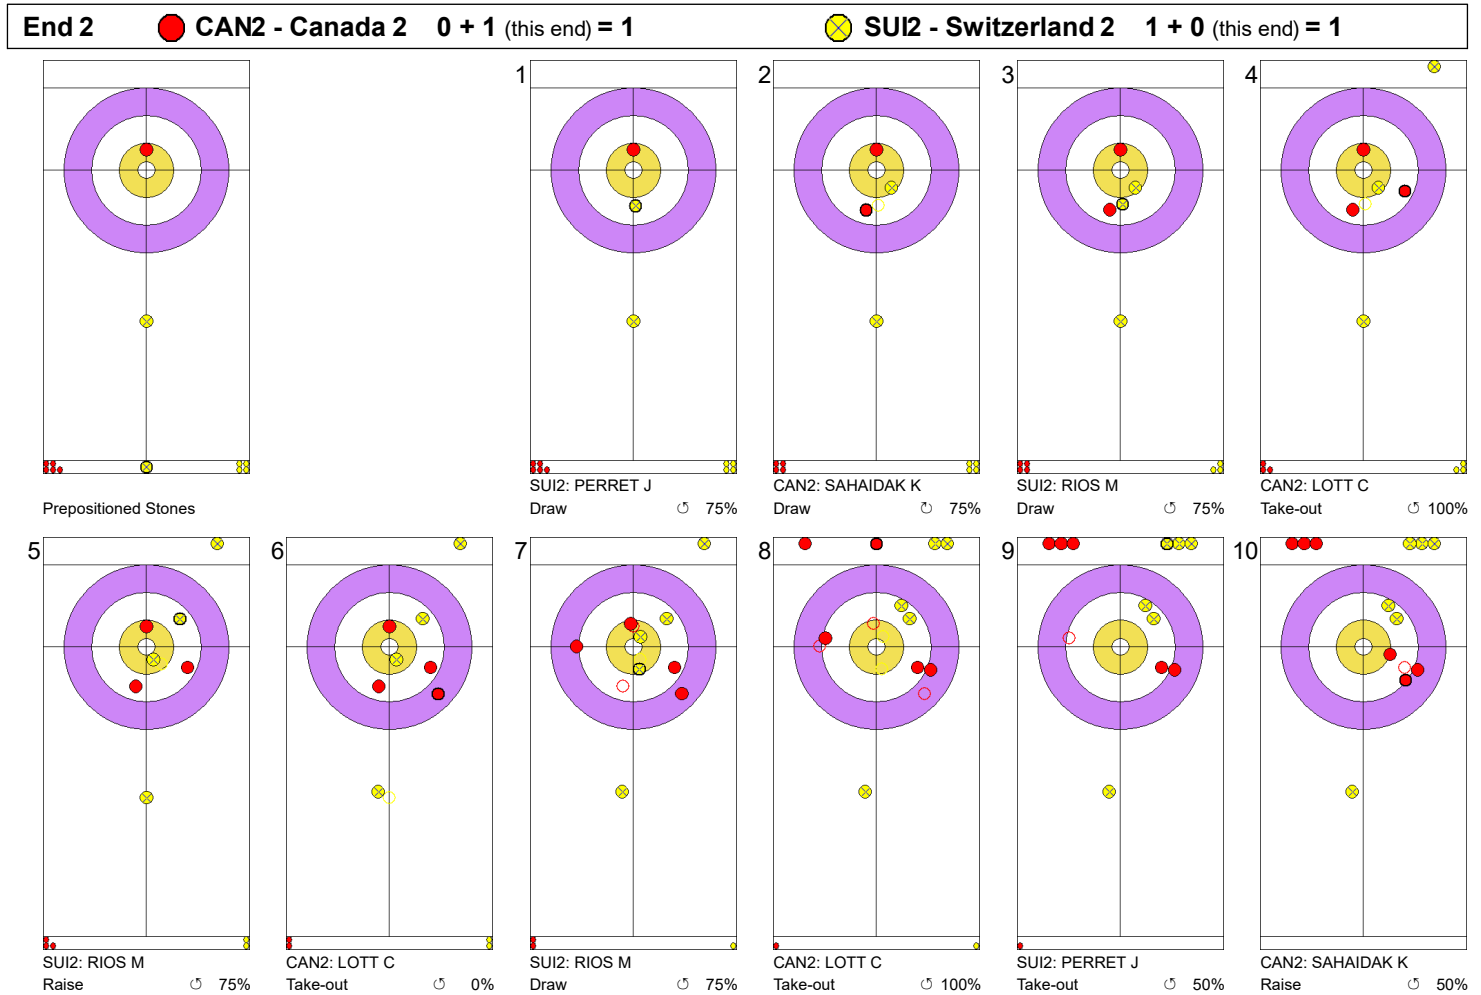 End 2 CAN2 - Canada 2 0 + 1 (this end) = 1 SUI2 - Switzerland 2 1 + 0 (this end) = 1
1 2 3 4
Prepositioned Stones
SUI2: PERRET J
Draw 75%
CAN2: SAHAIDAK K
Draw 75%
SUI2: RIOS M
Draw 75%
CAN2: LOTT C
Take-out 100%
5 6 7 8 9 10
SUI2: RIOS M
Raise 75%
CAN2: LOTT C
Take-out 0%
SUI2: RIOS M
Draw 75%
CAN2: LOTT C
Take-out 100%
SUI2: PERRET J
Take-out 50%
CAN2: SAHAIDAK K
Raise 50%